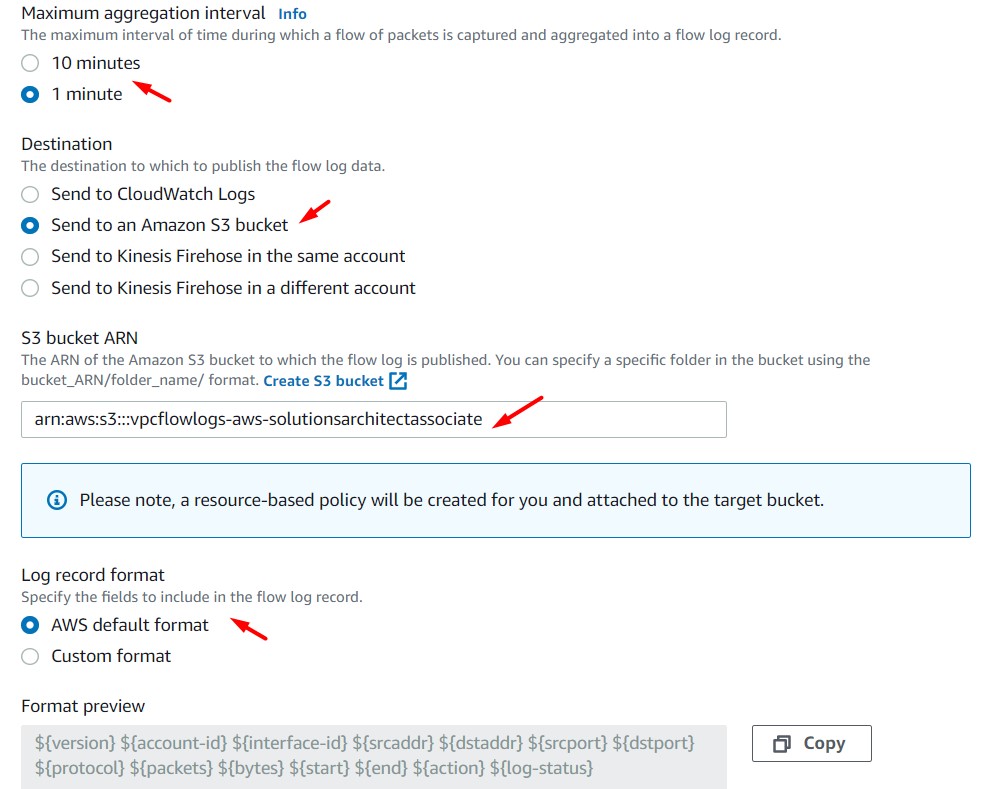 Maximum aggregation interval Info
The maximum interval of time during which a flow of packets is captured and aggregated into a flow log record.
10 minutes
1 minute
Destination
The destination to which to publish the flow log data.
Send to CloudWatch Logs
Send to an Amazon S3 bucket
Send to Kinesis Firehose in the same account
Send to Kinesis Firehose in a different account
S3 bucket ARN
The ARN of the Amazon S3 bucket to which the flow log is published. You can specify a specific folder in the bucket using the
bucket_ARN/folder_name/ format. Create S3 bucket
arn:aws:s3:::vpcflowlogs-aws-solutionsarchitectassociate
Please note, a resource-based policy will be created for you and attached to the target bucket.
Log record format
Specify the fields to include in the flow log record.
AWS default format
Custom format
Format preview
${version} ${account-id} ${interface-id} ${srcaddr} ${dstaddr} ${srcport} ${dstport}
${protocol} ${packets} ${bytes} ${start} ${end} ${action} ${log-status}
Copy